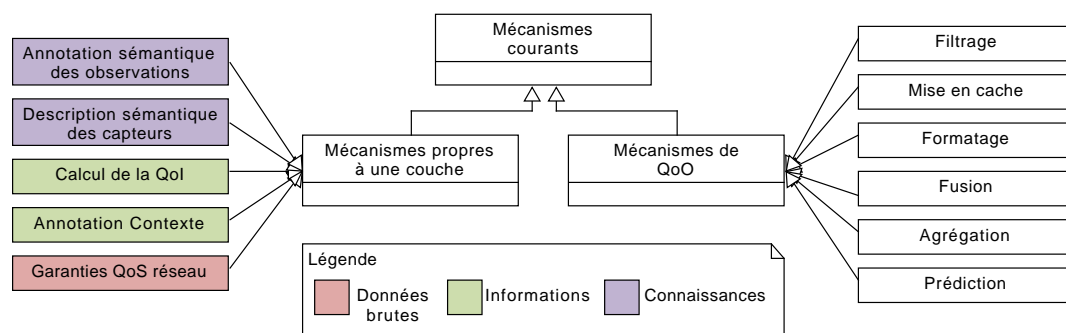 Mécanismes
courants
Annotation sémantique
des observations
Description sémantique
des capteurs
Calcul de la QoI
Annotation Contexte
Garanties QoS réseau
Mécanismes propres
à une couche
Mécanismes de
QoO
Filtrage
Mise en cache
Formatage
Fusion
Agrégation
Prédiction
Légende
Données
brutes
Informations
Connaissances